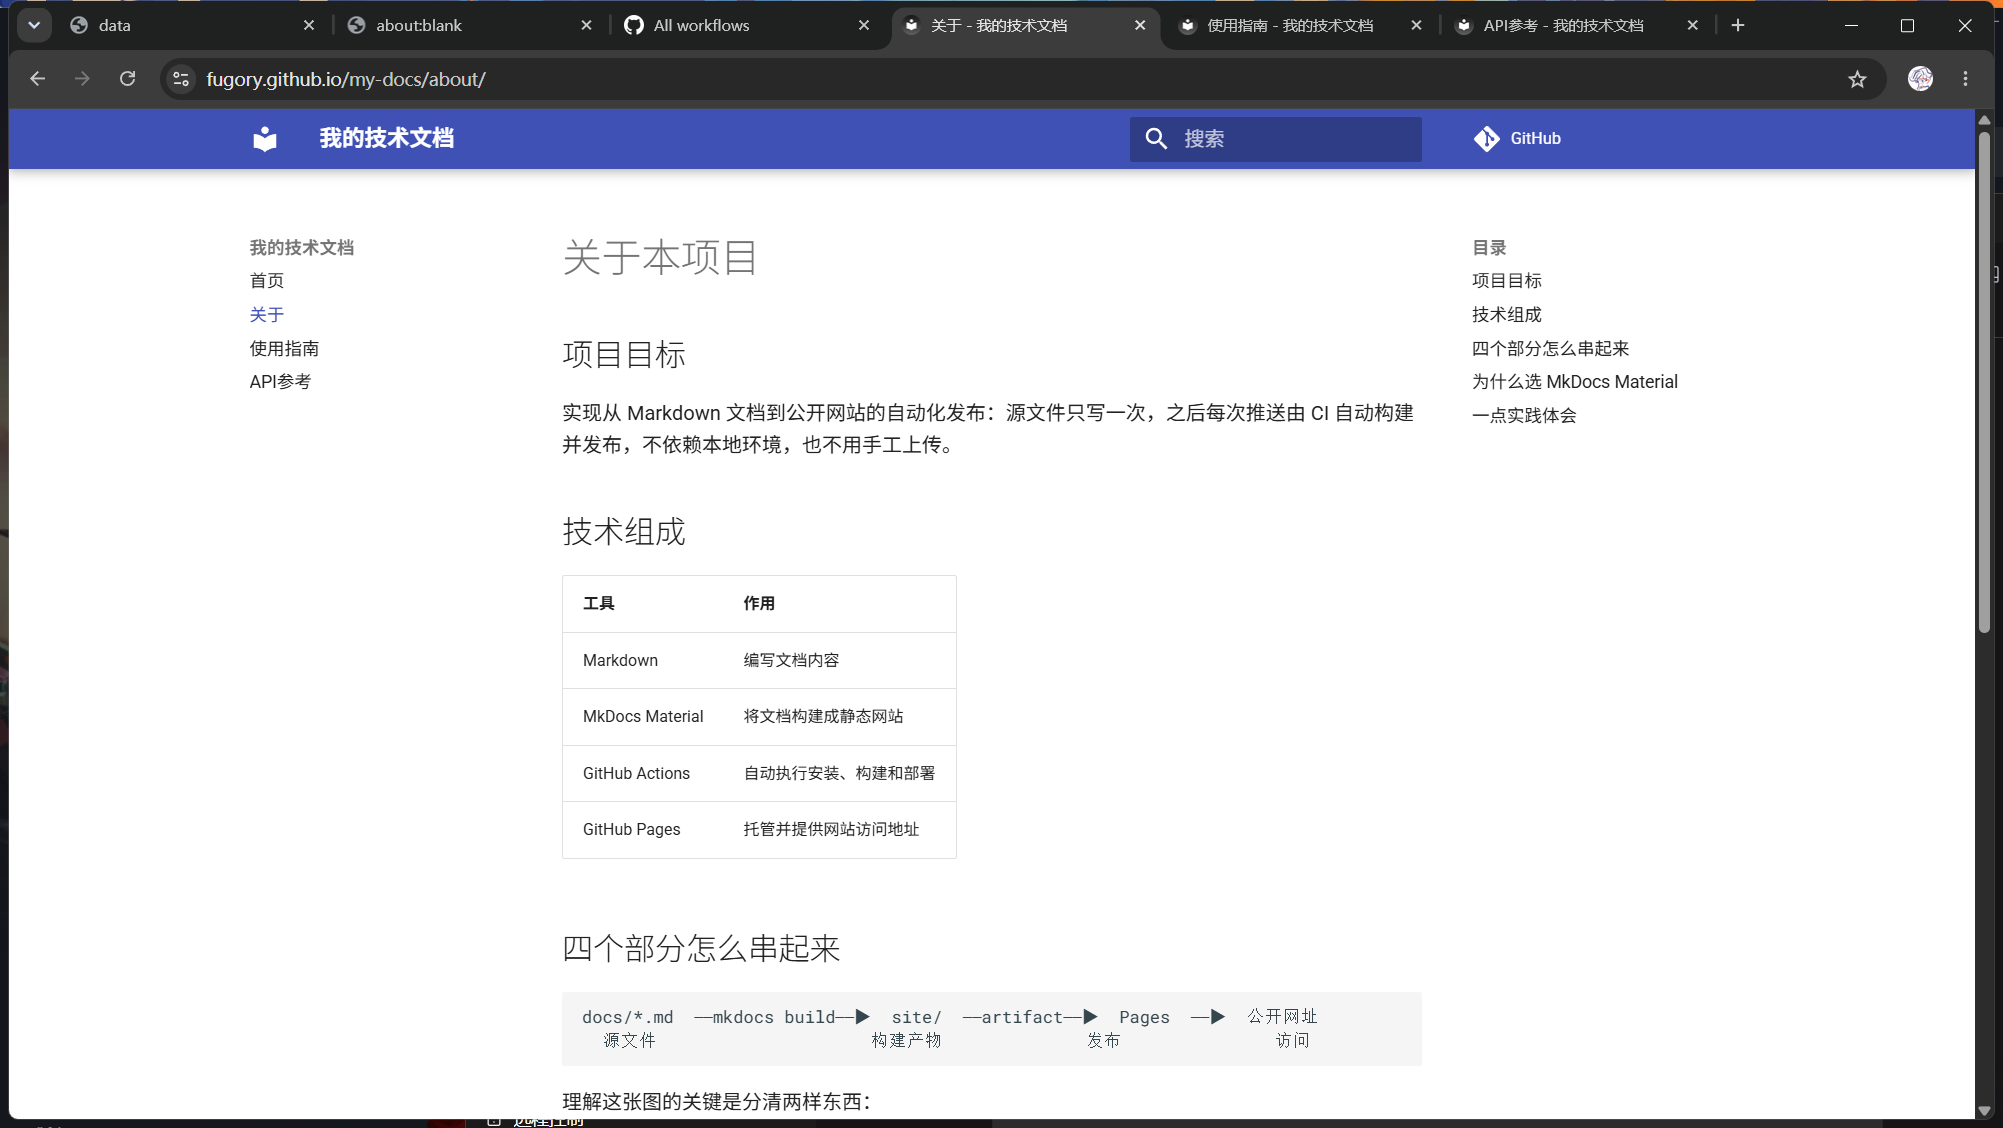 data
about:blank
All workflows
关于 - 我的技术文档
使用指南 - 我的技术文档
API参考 - 我的技术文档
fugory.github.io/my-docs/about/
我的技术文档
搜索
GitHub
我的技术文档
首页
关于
使用指南
API参考
关于本项目
项目目标
实现从 Markdown 文档到公开网站的自动化发布：源文件只写一次，之后每次推送由 CI 自动构建
并发布，不依赖本地环境，也不用手工上传。
技术组成
工具 作用
Markdown 编写文档内容
MkDocs Material 将文档构建成静态网站
GitHub Actions 自动执行安装、构建和部署
GitHub Pages 托管并提供网站访问地址
四个部分怎么串起来
docs/*.md ──mkdocs build──▶ site/ ──artifact──▶ Pages ──▶ 公开网址
源文件 构建产物 发布 访问
理解这张图的关键是分清两样东西：
目录
项目目标
技术组成
四个部分怎么串起来
为什么选 MkDocs Material
一点实践体会
远程控制